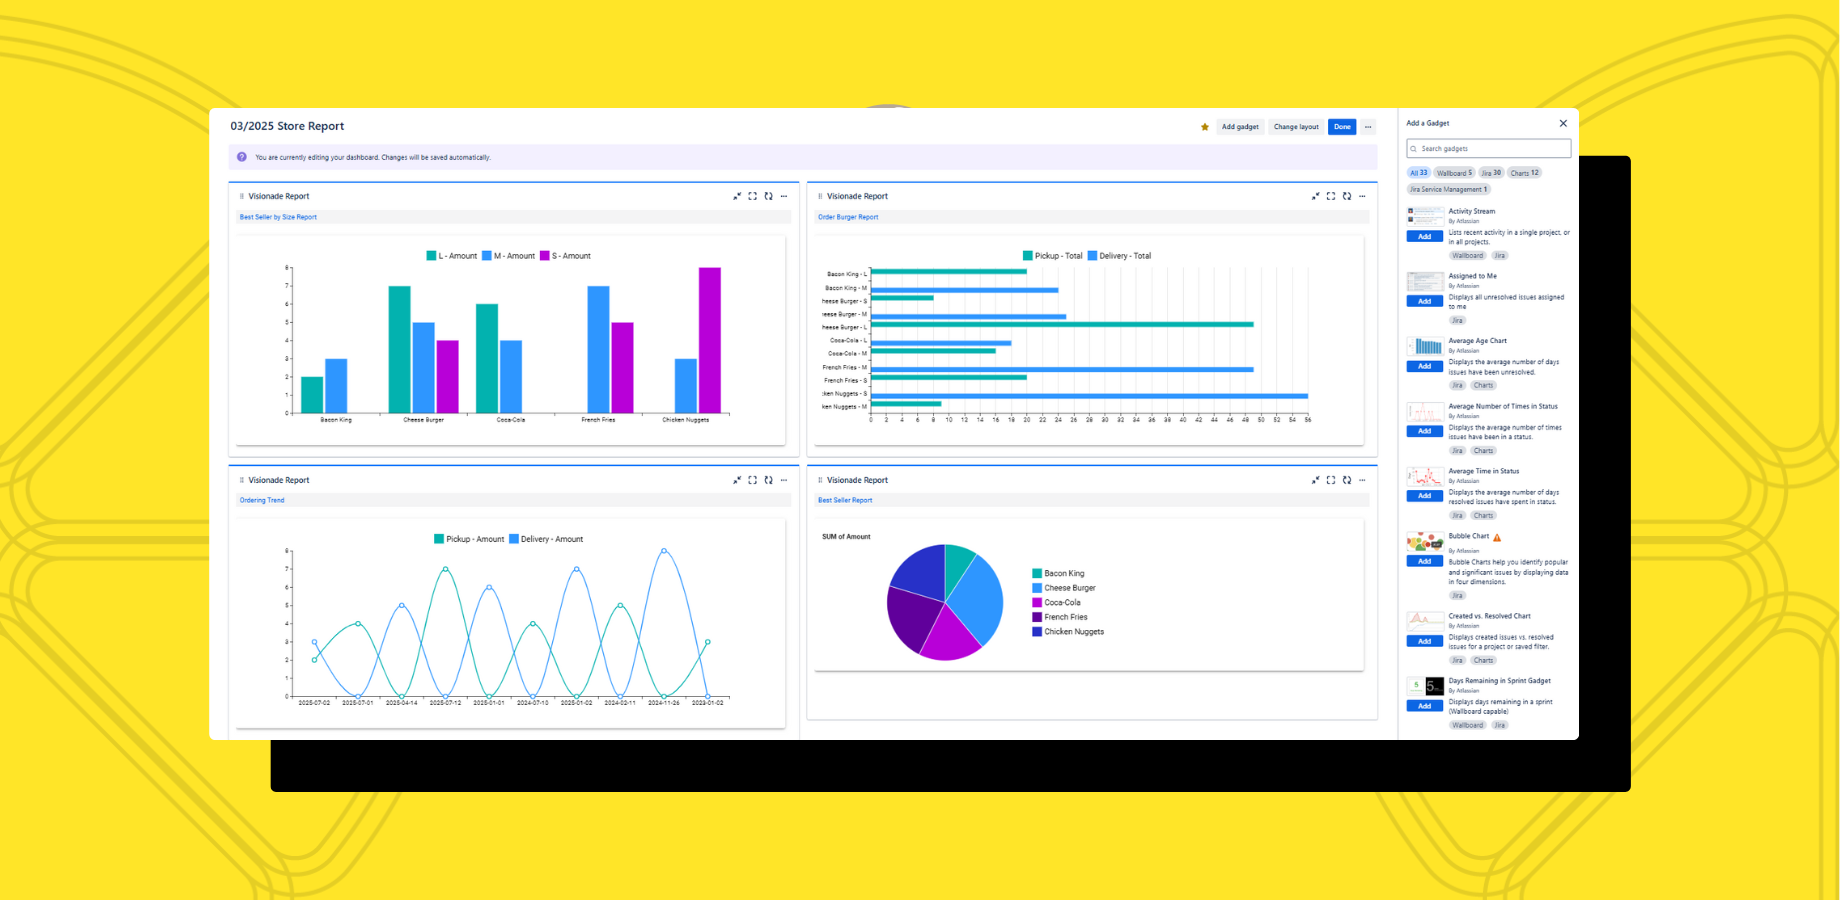 03/2025 Store Report
Add gadget
Change layout
Done
You are currently editing your dashboard. Changes will be saved automatically.
Visionade Report
Best Seller by Size Report
L - Amount M - Amount S - Amount
8
7
6
5
4
3
2
1
0
Bacon King Cheese Burger Coca-Cola French Fries Chicken Nuggets
Visionade Report
Order Burger Report
Pickup - Total Delivery - Total
Bacon King - L
Bacon King - M
heese Burger - S
eese Burger - M
heese Burger - L
Coca-Cola - L
Coca-Cola - M
French Fries - M
French Fries - S
ken Nuggets - S
ken Nuggets - M
0 2 4 6 8 10 12 14 16 18 20 22 24 26 28 30 32 34 36 38 40 42 44 46 48 50 52 54 56
Visionade Report
Ordering Trend
Pickup - Amount Delivery - Amount
8
7
6
5
4
3
2
1
0
2025-07-02 2025-07-01 2025-04-14 2025-07-12 2025-01-01 2024-07-10 2025-01-02 2024-02-11 2024-11-26 2023-01-02
Visionade Report
Best Seller Report
SUM of Amount
Bacon King
Cheese Burger
Coca-Cola
French Fries
Chicken Nuggets
Add a Gadget
Search gadgets
All 33 Wallboard 5 Jira 30 Charts 12
Jira Service Management 1
Activity Stream
By Atlassian
Add
Lists recent activity in a single project, or
in all projects.
Wallboard Jira
Assigned to Me
By Atlassian
Add
Displays all unresolved issues assigned
to me
Jira
Average Age Chart
By Atlassian
Add
Displays the average number of days
issues have been unresolved.
Jira Charts
Average Number of Times in Status
By Atlassian
Add
Displays the average number of times
issues have been in a status.
Jira Charts
Average Time in Status
By Atlassian
Add
Displays the average number of days
resolved issues have spent in status.
Jira Charts
Bubble Chart
By Atlassian
Add
Bubble Charts help you identify popular
and significant issues by displaying data
in four dimensions.
Jira
Created vs. Resolved Chart
By Atlassian
Add
Displays created issues vs. resolved
issues for a project or saved filter.
Jira Charts
5 5
Days Remaining in Sprint Gadget
By Atlassian
Add
Displays days remaining in a sprint
(Wallboard capable)
Wallboard Jira